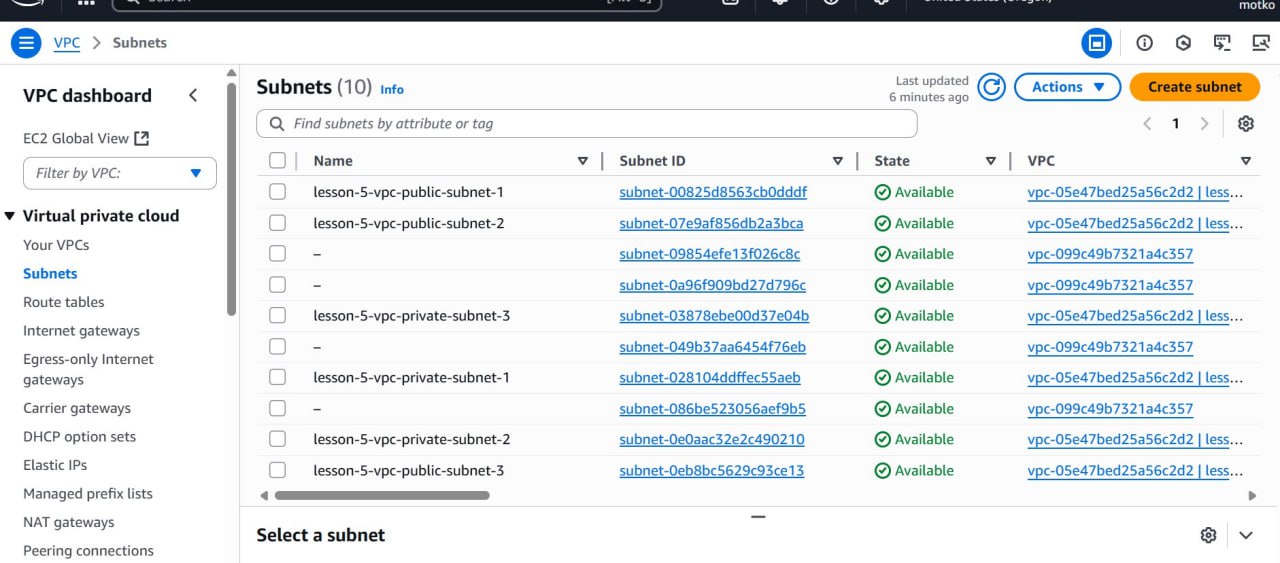 motko
VPC > Subnets
VPC dashboard
EC2 Global View
Filter by VPC:
Virtual private cloud
Your VPCs
Subnets
Route tables
Internet gateways
Egress-only Internet
gateways
Carrier gateways
DHCP option sets
Elastic IPs
Managed prefix lists
NAT gateways
Peering connections
Subnets (10) Info
Last updated
6 minutes ago
Actions
Create subnet
Find subnets by attribute or tag
1
Name Subnet ID State VPC
lesson-5-vpc-public-subnet-1 subnet-00825d8563cb0dddf Available vpc-05e47bed25a56c2d2 | less...
lesson-5-vpc-public-subnet-2 subnet-07e9af856db2a3bca Available vpc-05e47bed25a56c2d2 | less...
– subnet-09854efe13f026c8c Available vpc-099c49b7321a4c357
– subnet-0a96f909bd27d796c Available vpc-099c49b7321a4c357
lesson-5-vpc-private-subnet-3 subnet-03878ebe00d37e04b Available vpc-05e47bed25a56c2d2 | less...
– subnet-049b37aa6454f76eb Available vpc-099c49b7321a4c357
lesson-5-vpc-private-subnet-1 subnet-028104ddffec55aeb Available vpc-05e47bed25a56c2d2 | less...
– subnet-086be523056aef9b5 Available vpc-099c49b7321a4c357
lesson-5-vpc-private-subnet-2 subnet-0e0aac32e2c490210 Available vpc-05e47bed25a56c2d2 | less...
lesson-5-vpc-public-subnet-3 subnet-0eb8bc5629c93ce13 Available vpc-05e47bed25a56c2d2 | less...
Select a subnet